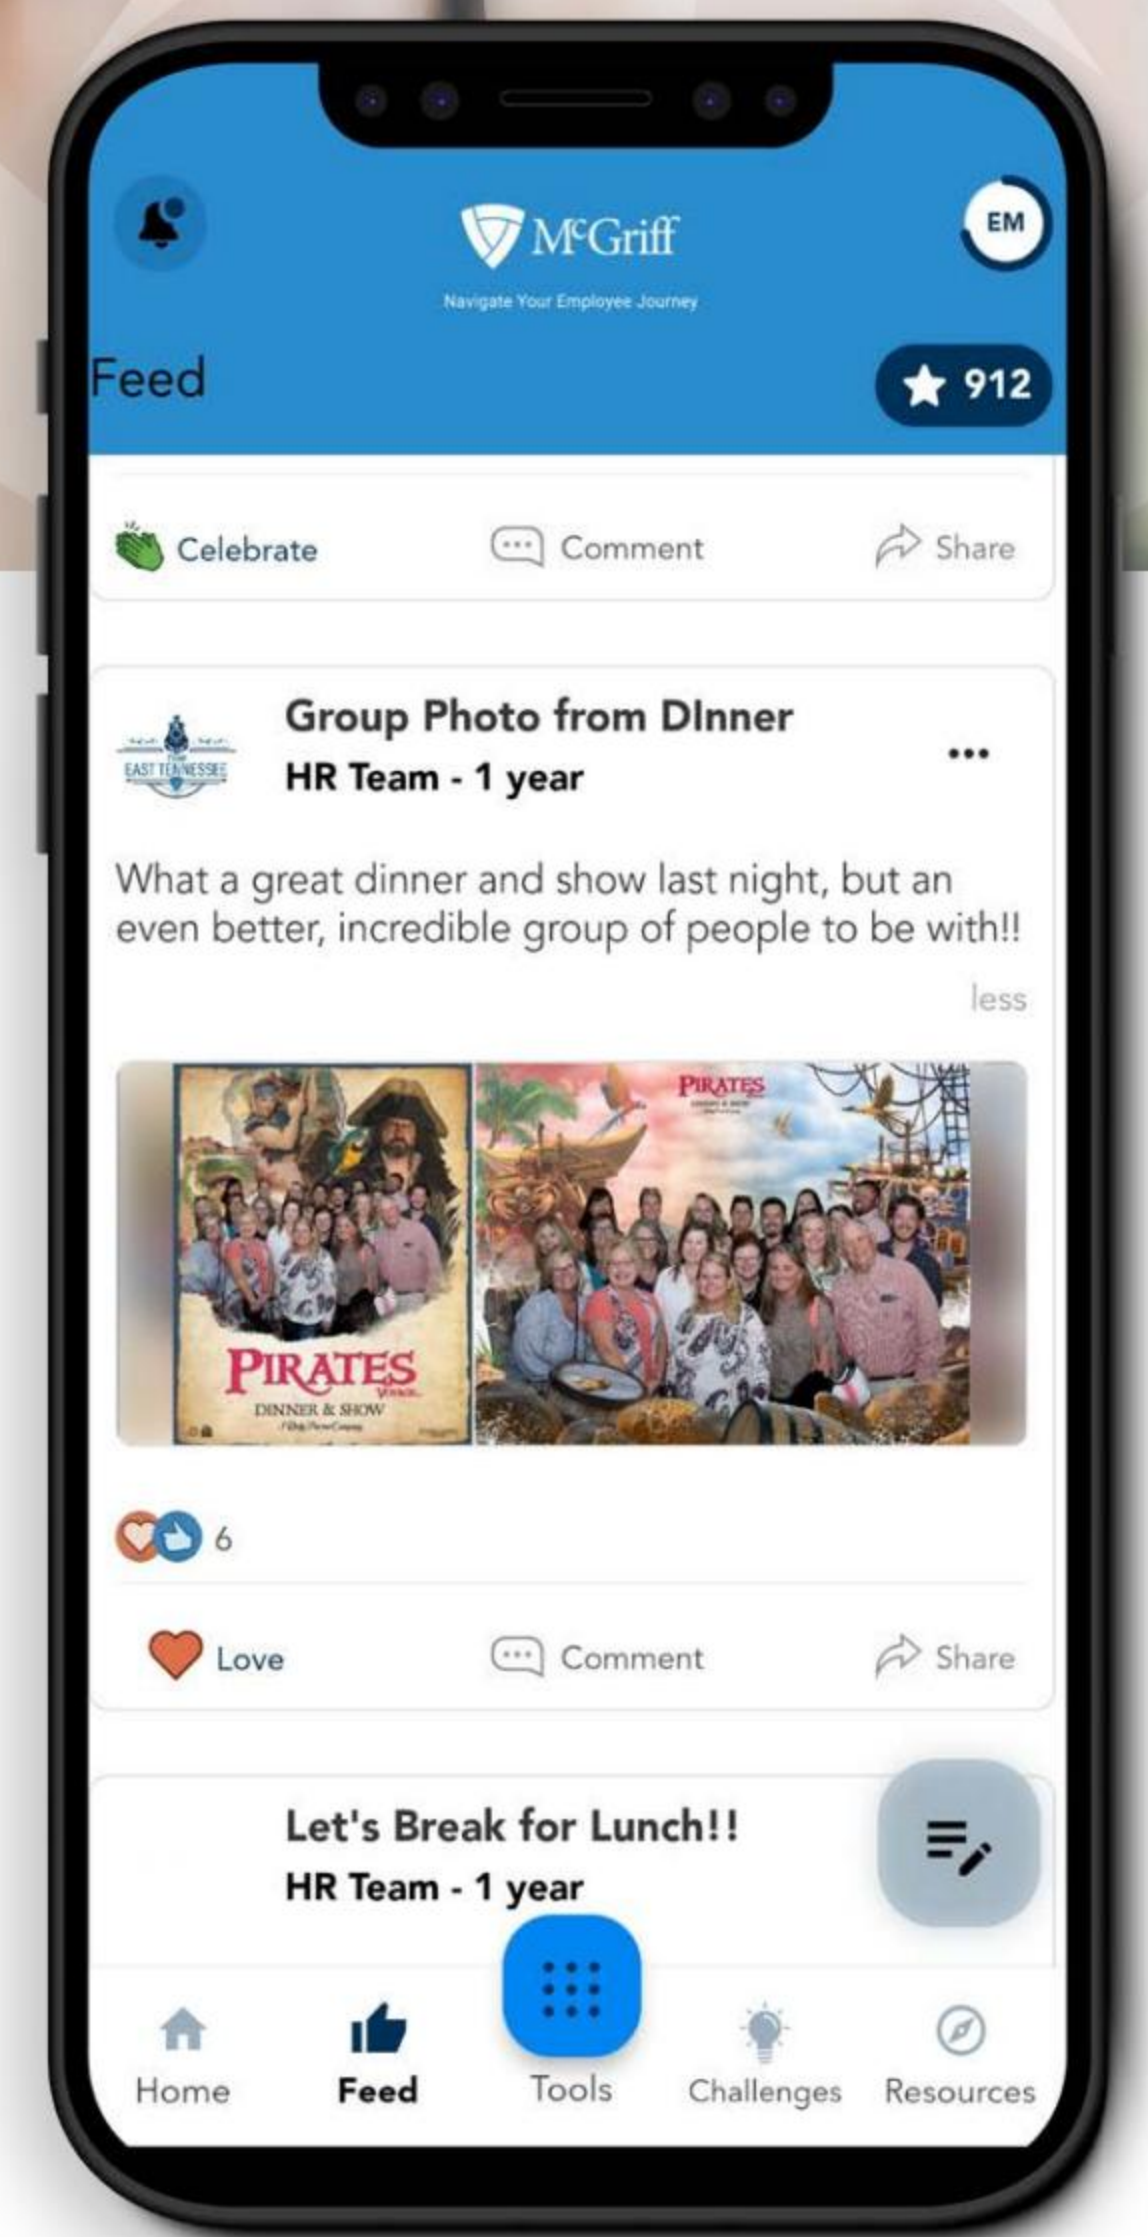 McGriff
Navigate Your Employee Journey
EM
Feed
912
Celebrate
Comment
Share
Group Photo from DInner
HR Team - 1 year
EAST TENNESSEE
What a great dinner and show last night, but an
even better, incredible group of people to be with!!
less
PIRATES
VOYAGE
DINNER & SHOW
PIRATES
6
Love
Comment
Share
Let's Break for Lunch!!
HR Team - 1 year
Home
Feed
Tools
Challenges
Resources